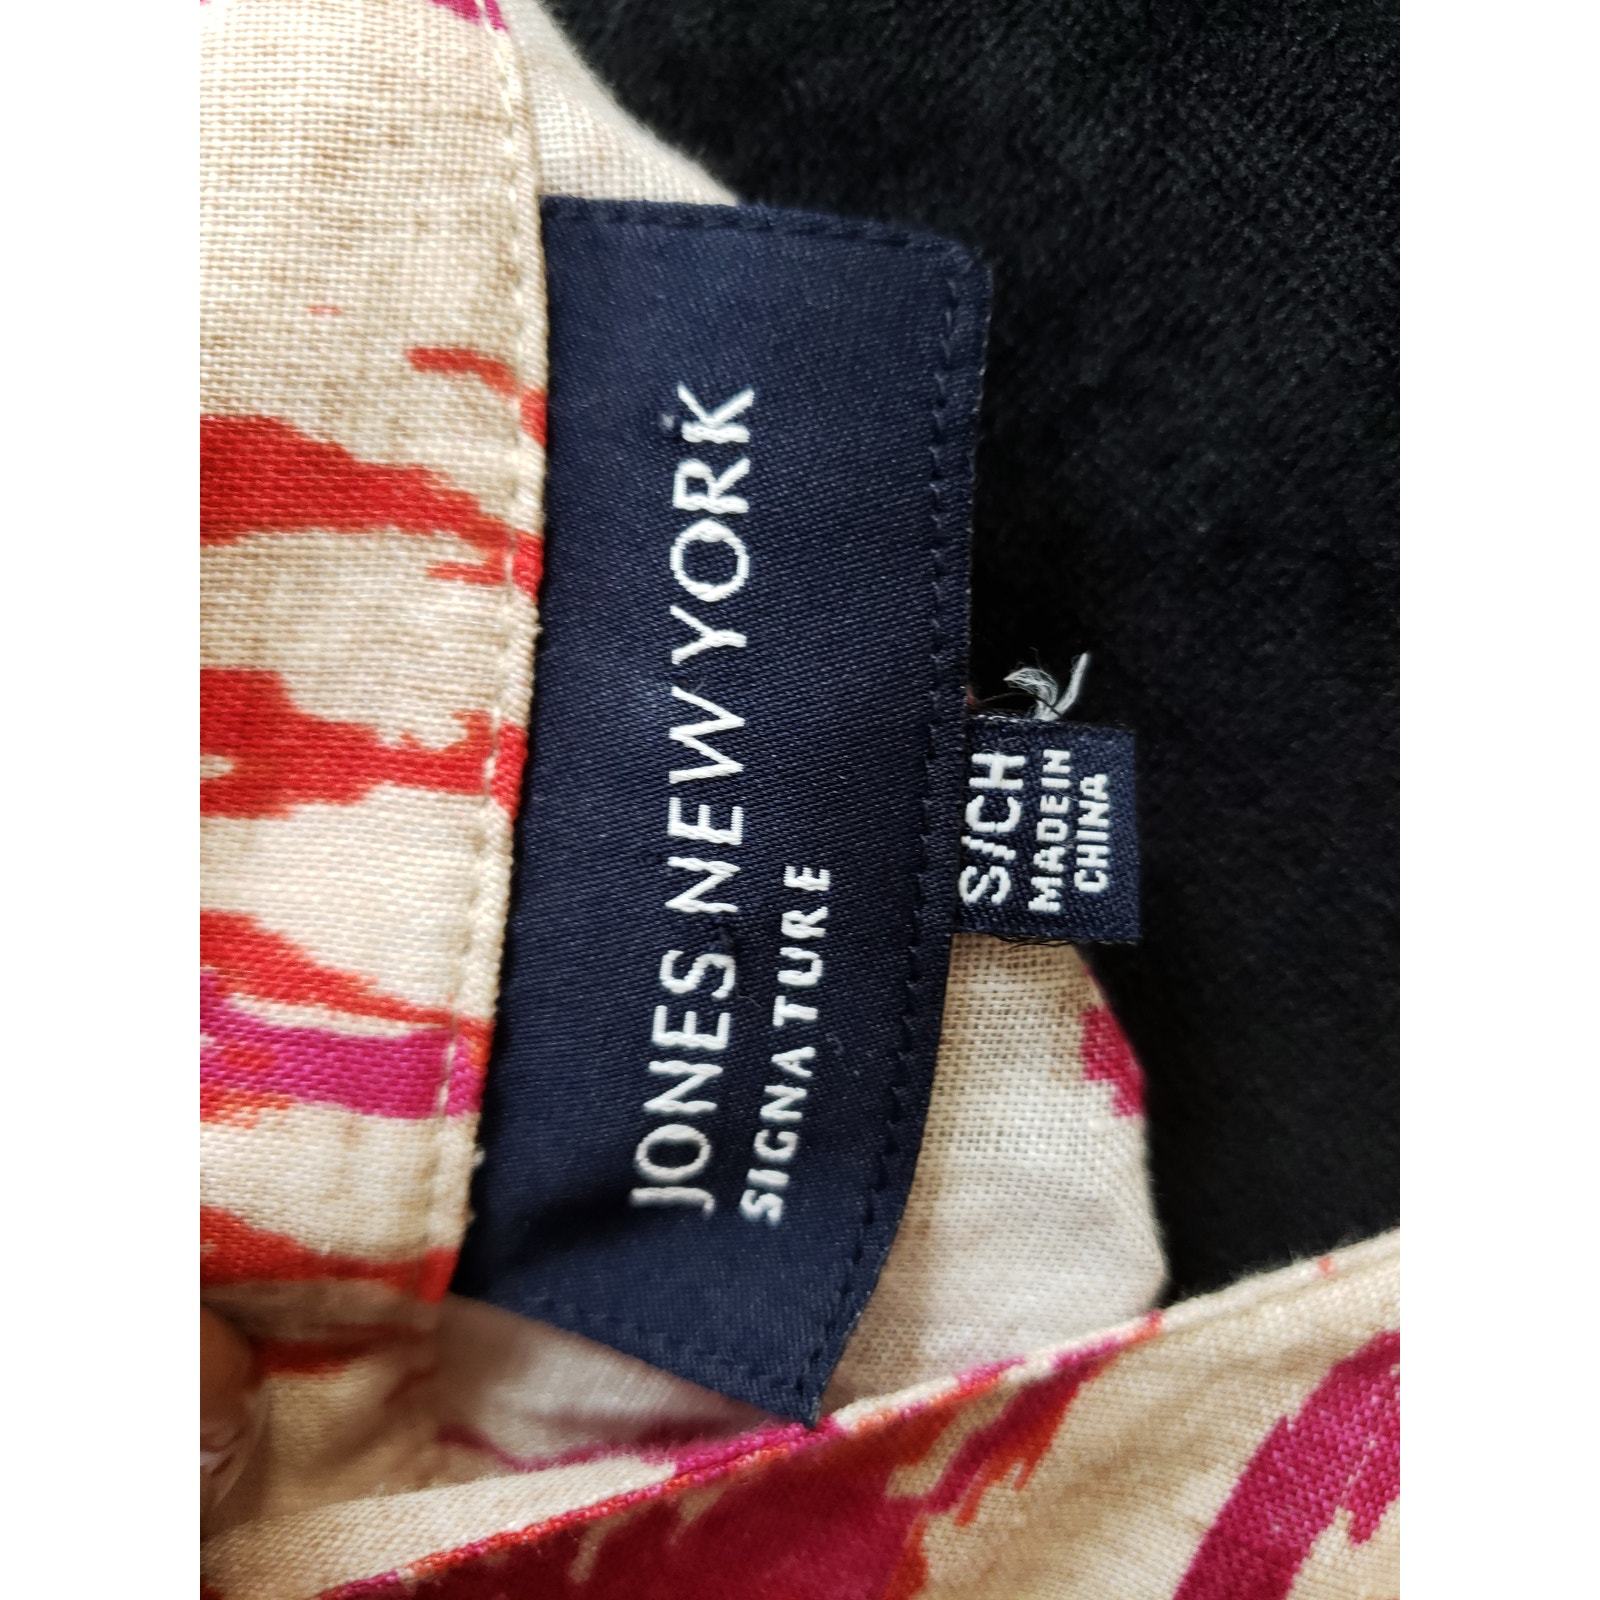 JONES NEW YORK
SIGNATURE
S/CH
MADE IN
CHINA